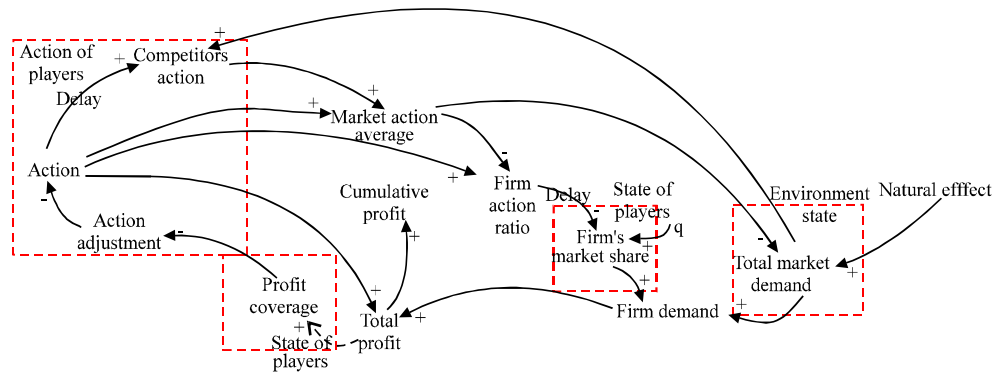 +
Action of
players
+
Competitors
action
Delay
+
+
Market action
average
-
Action
+
Firm
action
ratio
Cumulative
profit
Delay
State of
players
Environment
state
Natural efffect
-
Action
adjustment
-
+
-
q
Firm's
market share
+
-
Total market
demand
+
Profit
coverage
+
+
+
Firm demand
+
Total
profit
+
+
State of
players